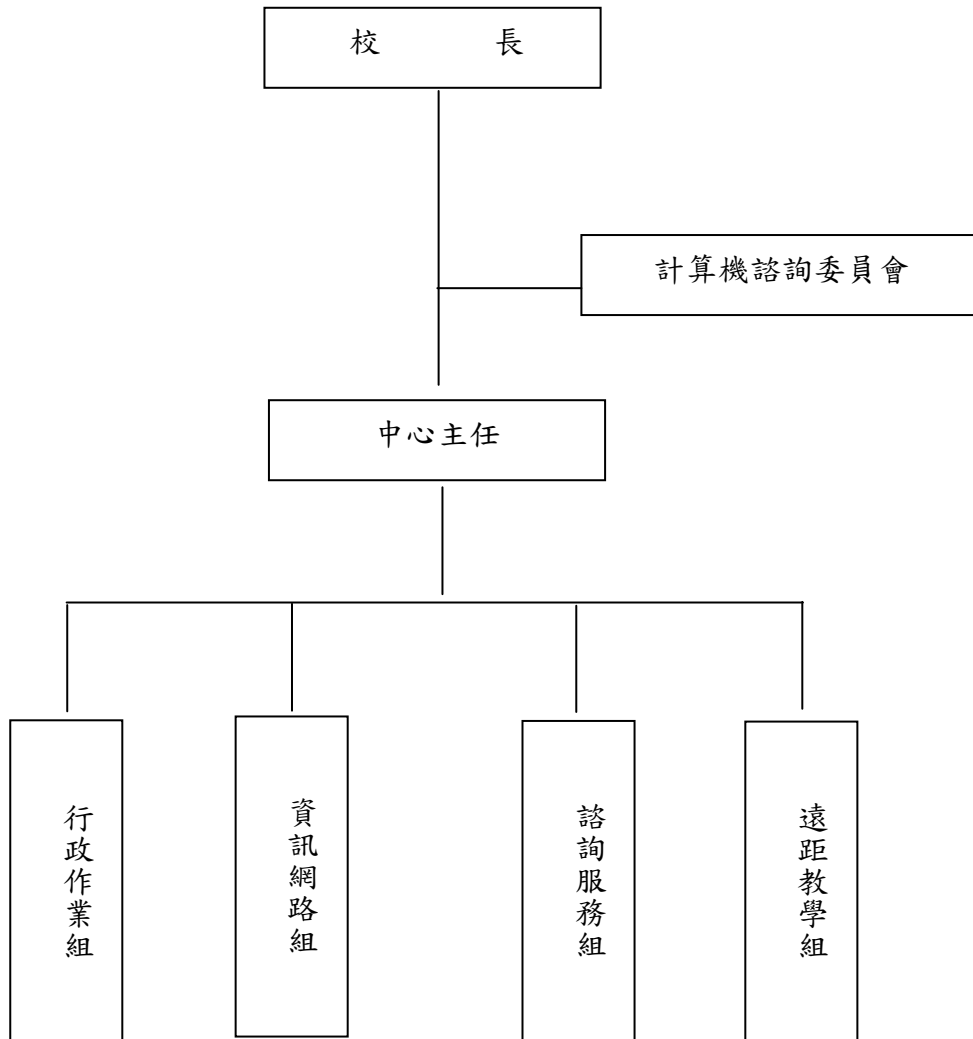 校 長
計算機諮詢委員會
中心主任
行政作業組
資訊網路組
諮詢服務組
遠距教學組